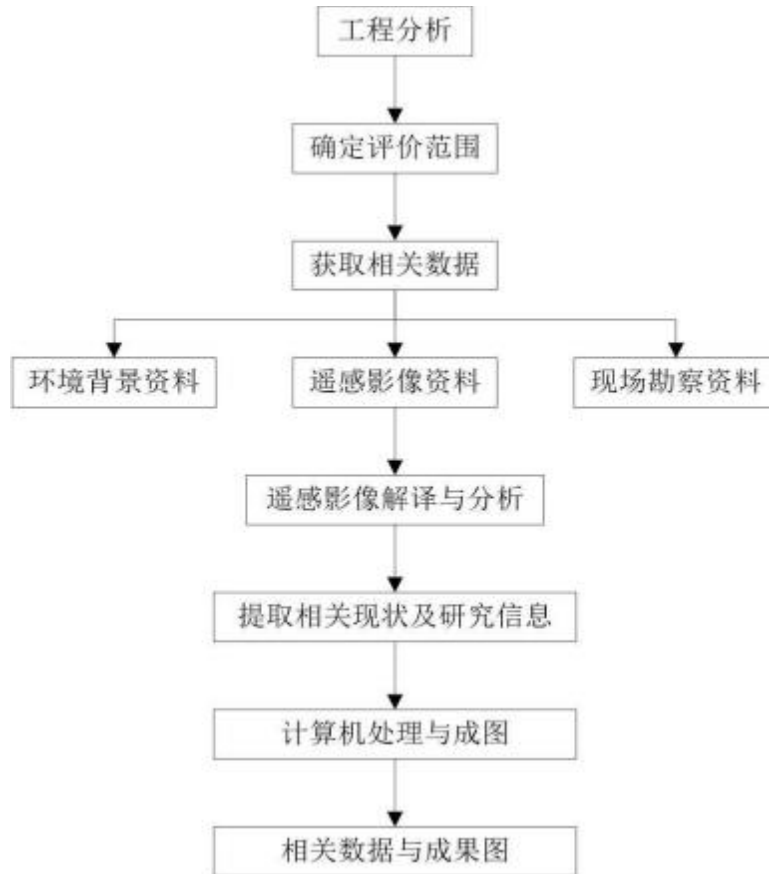 工程分析
确定评价范围
获取相关数据
环境背景资料
遥感影像资料
现场勘察资料
遥感影像解译与分析
提取相关现状及研究信息
计算机处理与成图
相关数据与成果图